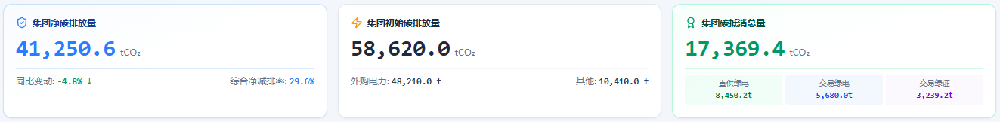 集团净碳排放量
41,250.6 tCO₂
同比变动: -4.8% ↓
综合净减排率: 29.6%
集团初始碳排放量
58,620.0 tCO₂
外购电力: 48,210.0 t
其他: 10,410.0 t
集团碳抵消总量
17,369.4 tCO₂
直供绿电
8,450.2t
交易绿电
5,680.0t
交易绿证
3,239.2t